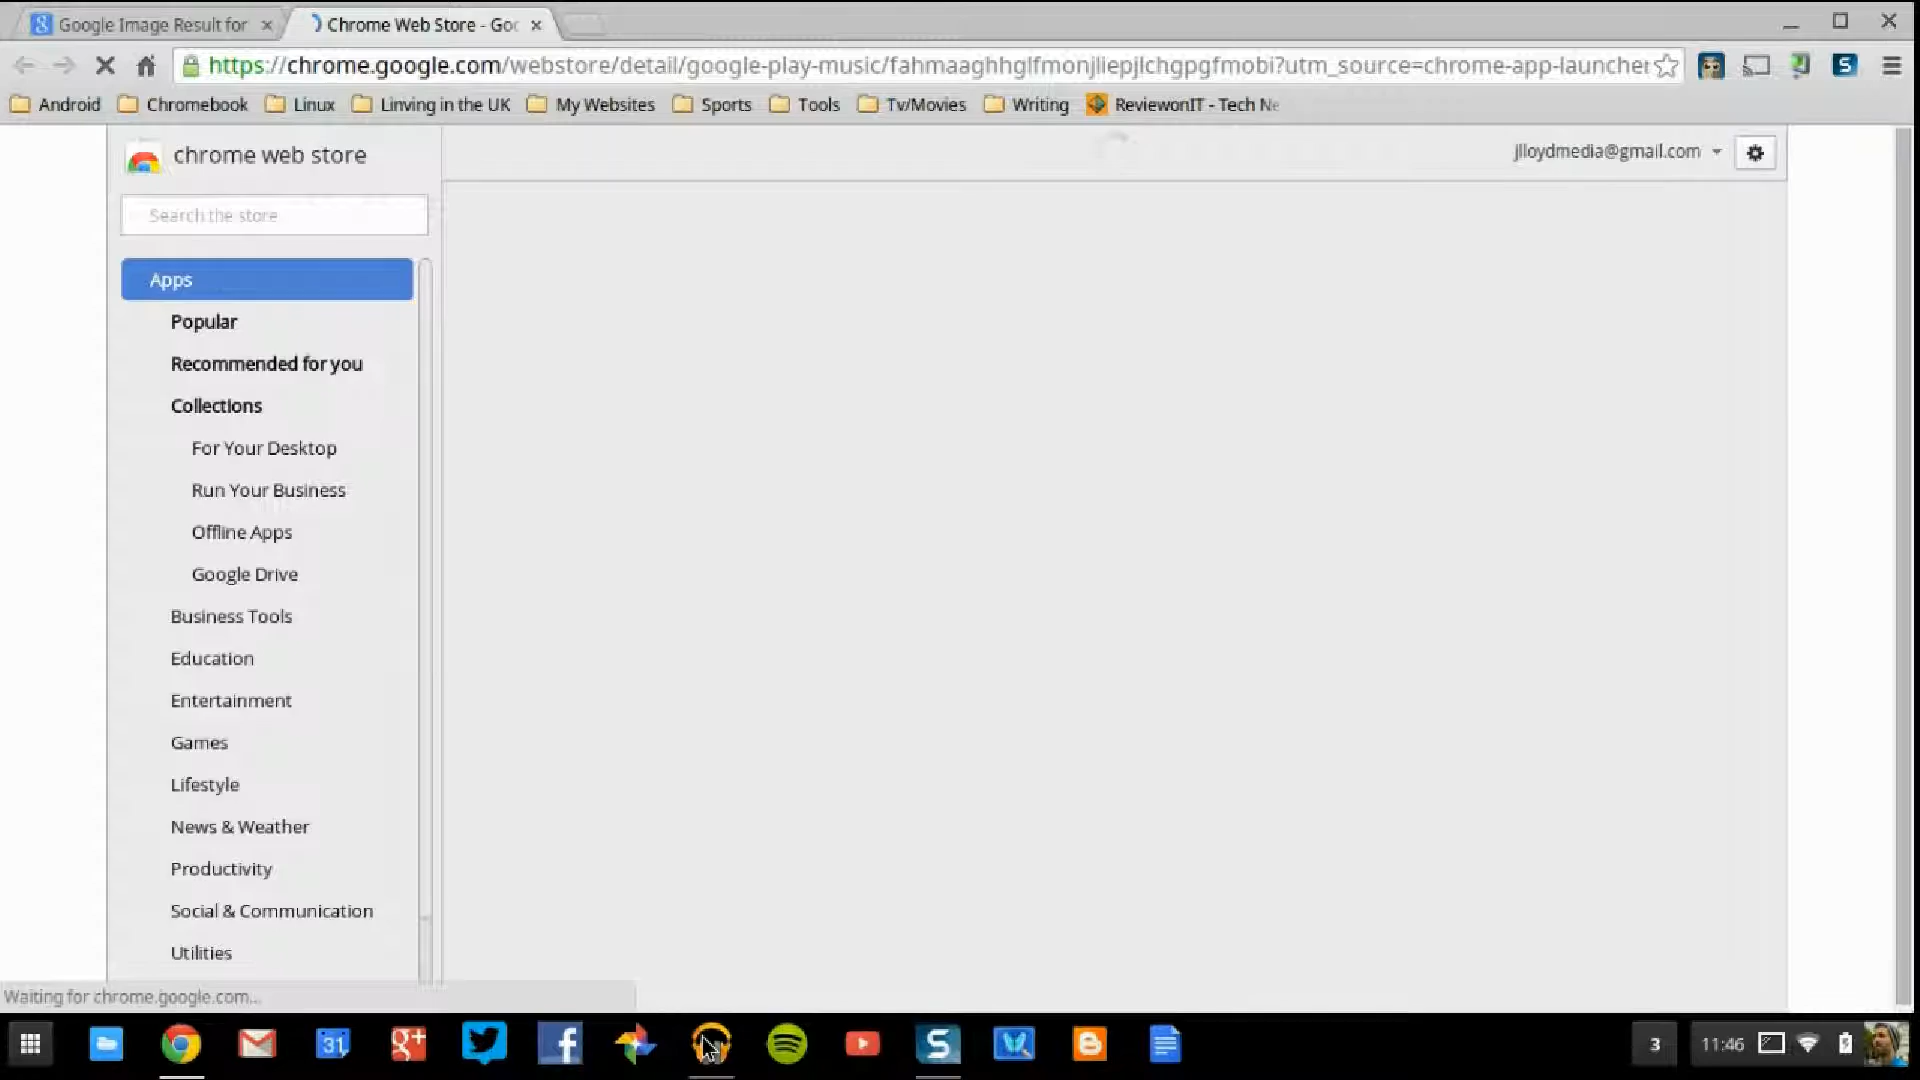 Google Image Result for
Chrome Web Store - Goo
https://chrome.google.com/webstore/detail/google-play-music/fahmaaghhglfmonjliepjlchgpgfmobi?utm_source=chrome-app-launcher
S
Android Chromebook Linux Linving in the UK My Websites Sports Tools Tv/Movies Writing ReviewonIT - Tech Ne
chrome web store
jlloydmedia@gmail.com
Search the store
Apps
Popular
Recommended for you
Collections
For Your Desktop
Run Your Business
Offline Apps
Google Drive
Business Tools
Education
Entertainment
Games
Lifestyle
News & Weather
Productivity
Social & Communication
Utilities
Waiting for chrome.google.com...
31 g+ f S 3 11:46